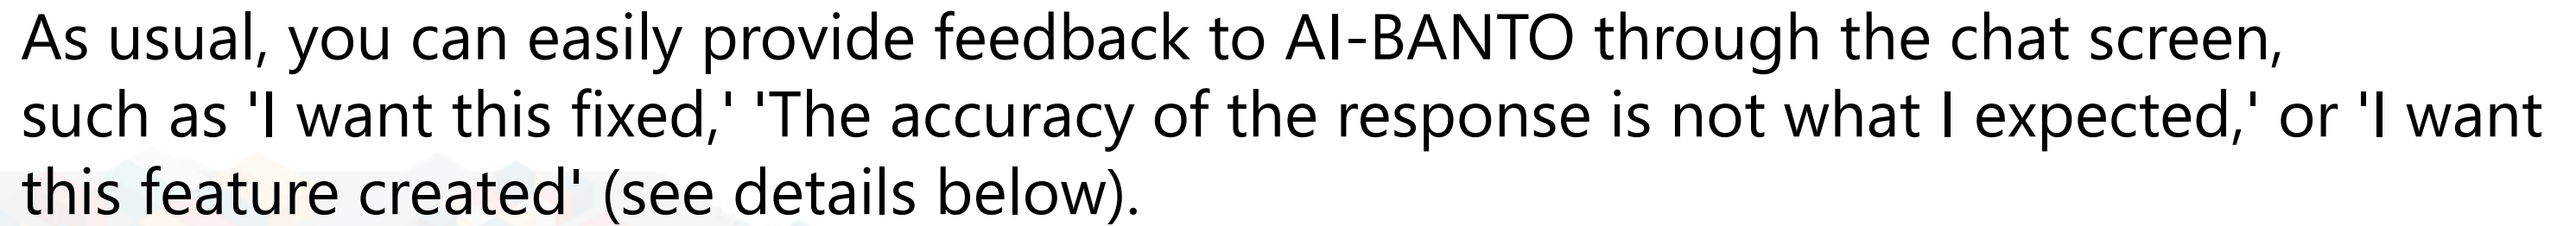 As usual, you can easily provide feedback to AI-BANTO through the chat screen,
such as 'I want this fixed,' 'The accuracy of the response is not what I expected,' or 'I want
this feature created' (see details below).